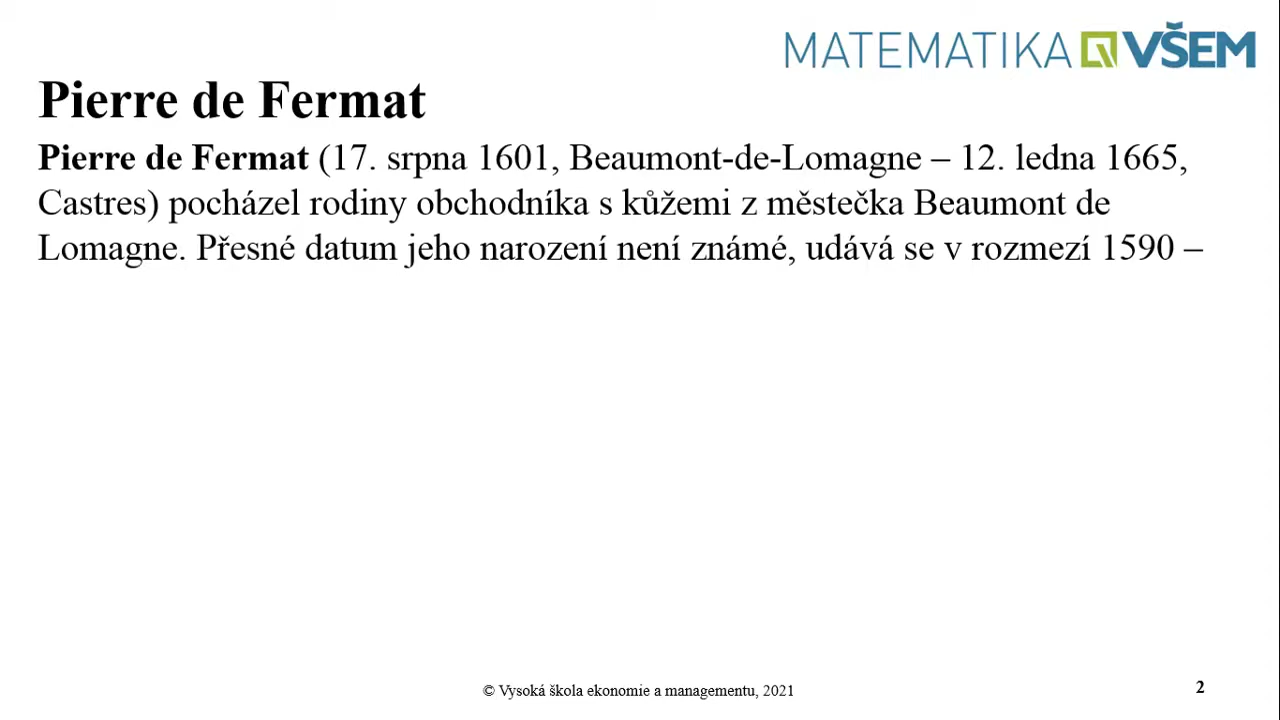 MATEMATIKA VŠEM
Pierre de Fermat
Pierre de Fermat (17. srpna 1601, Beaumont-de-Lomagne – 12. ledna 1665,
Castres) pocházel rodiny obchodníka s kůžemi z městečka Beaumont de
Lomagne. Přesné datum jeho narození není známé, udává se v rozmezí 1590 –
© Vysoká škola ekonomie a managementu, 2021
2